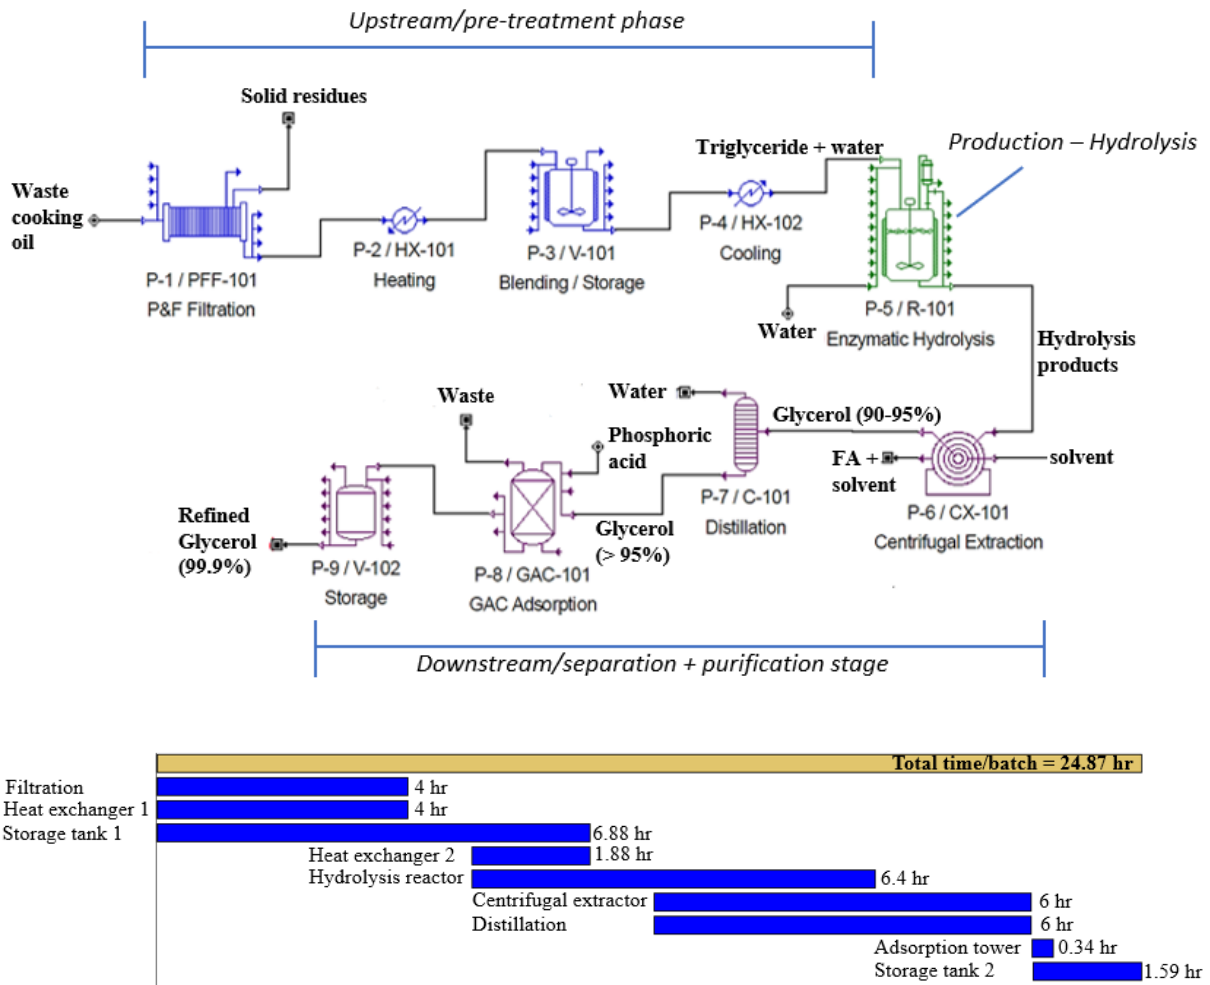 Upstream/pre-treatment phase
Solid residues
Waste
cooking
oil
P-1 / PFF-101
P&F Filtration
P-2 / HX-101
Heating
P-3 / V-101
Blending / Storage
P-4 / HX-102
Cooling
Triglyceride + water
Production – Hydrolysis
Water
P-5 / R-101
Enzymatic Hydrolysis
Hydrolysis
products
Waste
Water
Phosphoric
acid
Glycerol (90-95%)
FA +
solvent
solvent
P-6 / CX-101
Centrifugal Extraction
P-7 / C-101
Distillation
Glycerol
(> 95%)
P-8 / GAC-101
GAC Adsorption
Refined
Glycerol
(99.9%)
P-9 / V-102
Storage
Downstream/separation + purification stage
Total time/batch = 24.87 hr
Filtration 4 hr
Heat exchanger 1 4 hr
Storage tank 1 6.88 hr
Heat exchanger 2 1.88 hr
Hydrolysis reactor 6.4 hr
Centrifugal extractor 6 hr
Distillation 6 hr
Adsorption tower 0.34 hr
Storage tank 2 1.59 hr